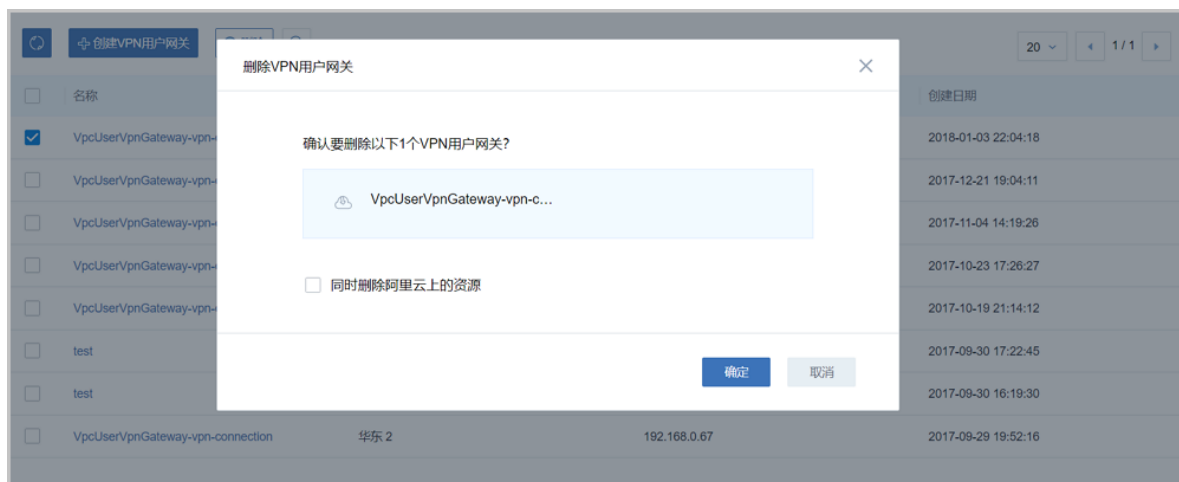 创建VPN用户网关
20
1 / 1
删除VPN用户网关
名称
创建日期
VpcUserVpnGateway-vpn-
2018-01-03 22:04:18
确认要删除以下1个VPN用户网关?
VpcUserVpnGateway-vpn-
2017-12-21 19:04:11
VpcUserVpnGateway-vpn-c...
VpcUserVpnGateway-vpn-
2017-11-04 14:19:26
VpcUserVpnGateway-vpn-
2017-10-23 17:26:27
同时删除阿里云上的资源
VpcUserVpnGateway-vpn-
2017-10-19 21:14:12
test
2017-09-30 17:22:45
确定
取消
test
2017-09-30 16:19:30
VpcUserVpnGateway-vpn-connection
华东 2
192.168.0.67
2017-09-29 19:52:16